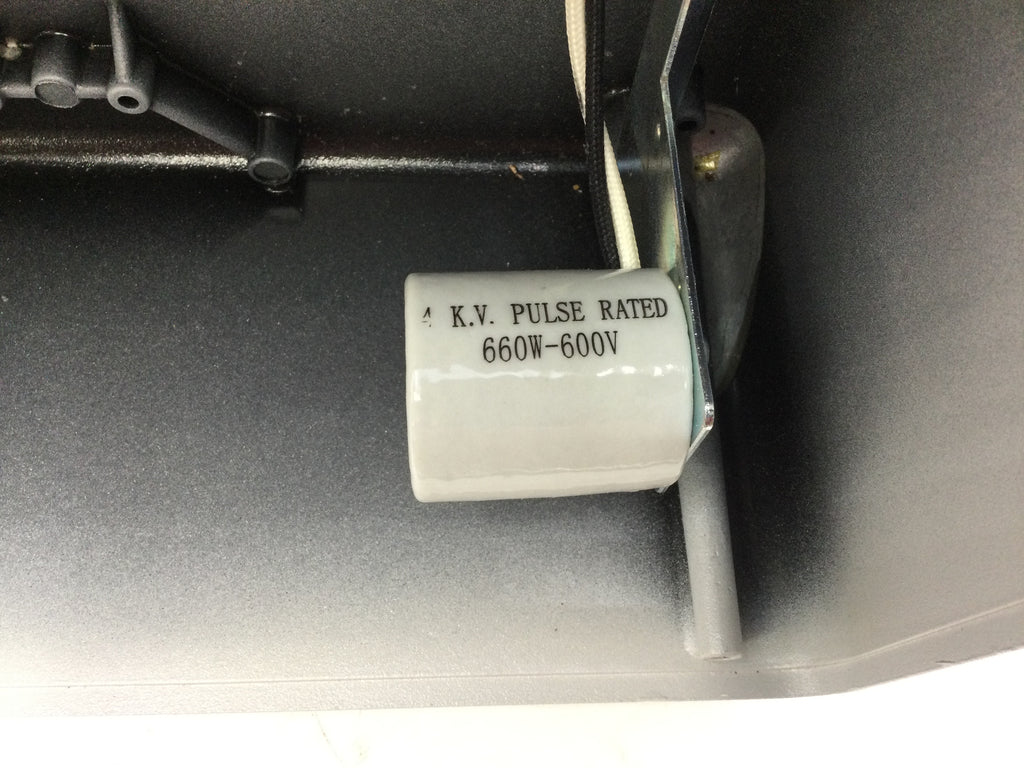 4 K.V. PULSE RATED
660W-600V